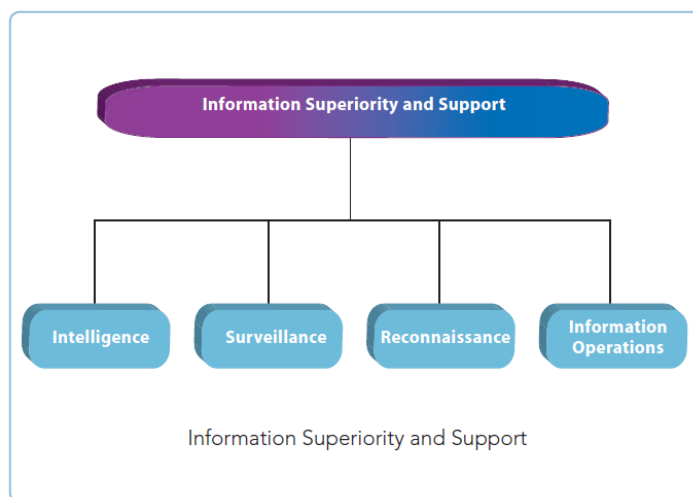 Information Superiority and Support
Intelligence
Surveillance
Reconnaissance
Information
Operations
Information Superiority and Support